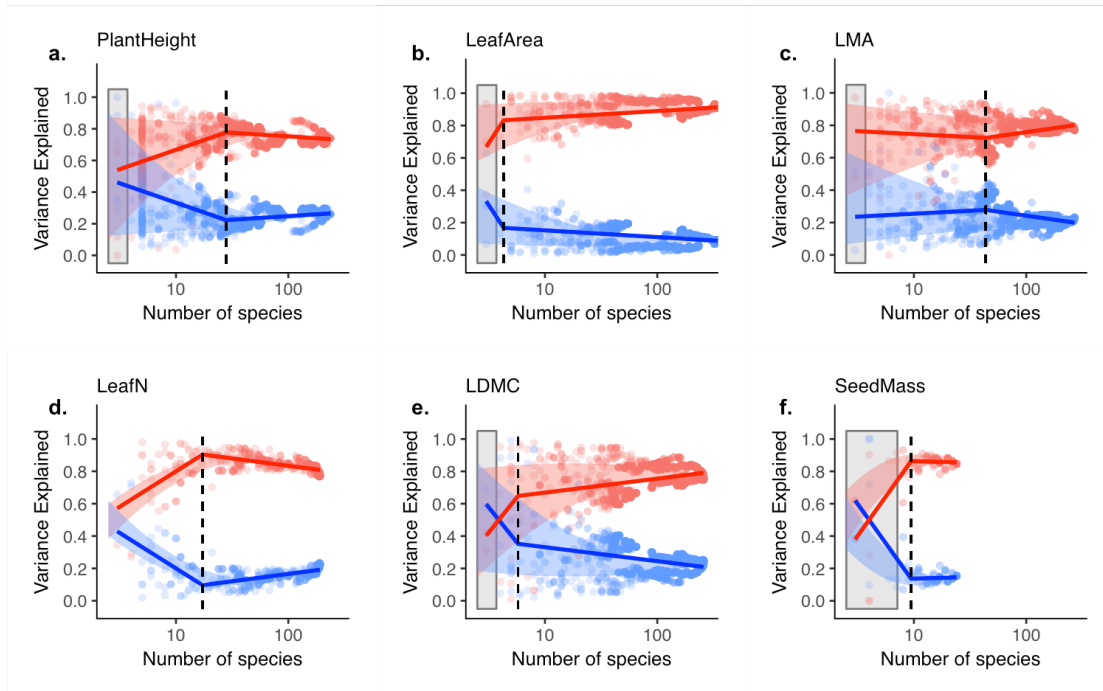 a. PlantHeight
b. LeafArea
c. LMA
Variance Explained
1.0
0.8
0.6
0.4
0.2
0.0
10 100
Number of species
Variance Explained
1.0
0.8
0.6
0.4
0.2
0.0
10 100
Number of species
Variance Explained
1.0
0.8
0.6
0.4
0.2
0.0
10 100
Number of species
d. LeafN
e. LDMC
f. SeedMass
Variance Explained
1.0
0.8
0.6
0.4
0.2
0.0
10 100
Number of species
Variance Explained
1.0
0.8
0.6
0.4
0.2
0.0
10 100
Number of species
Variance Explained
1.0
0.8
0.6
0.4
0.2
0.0
10 100
Number of species